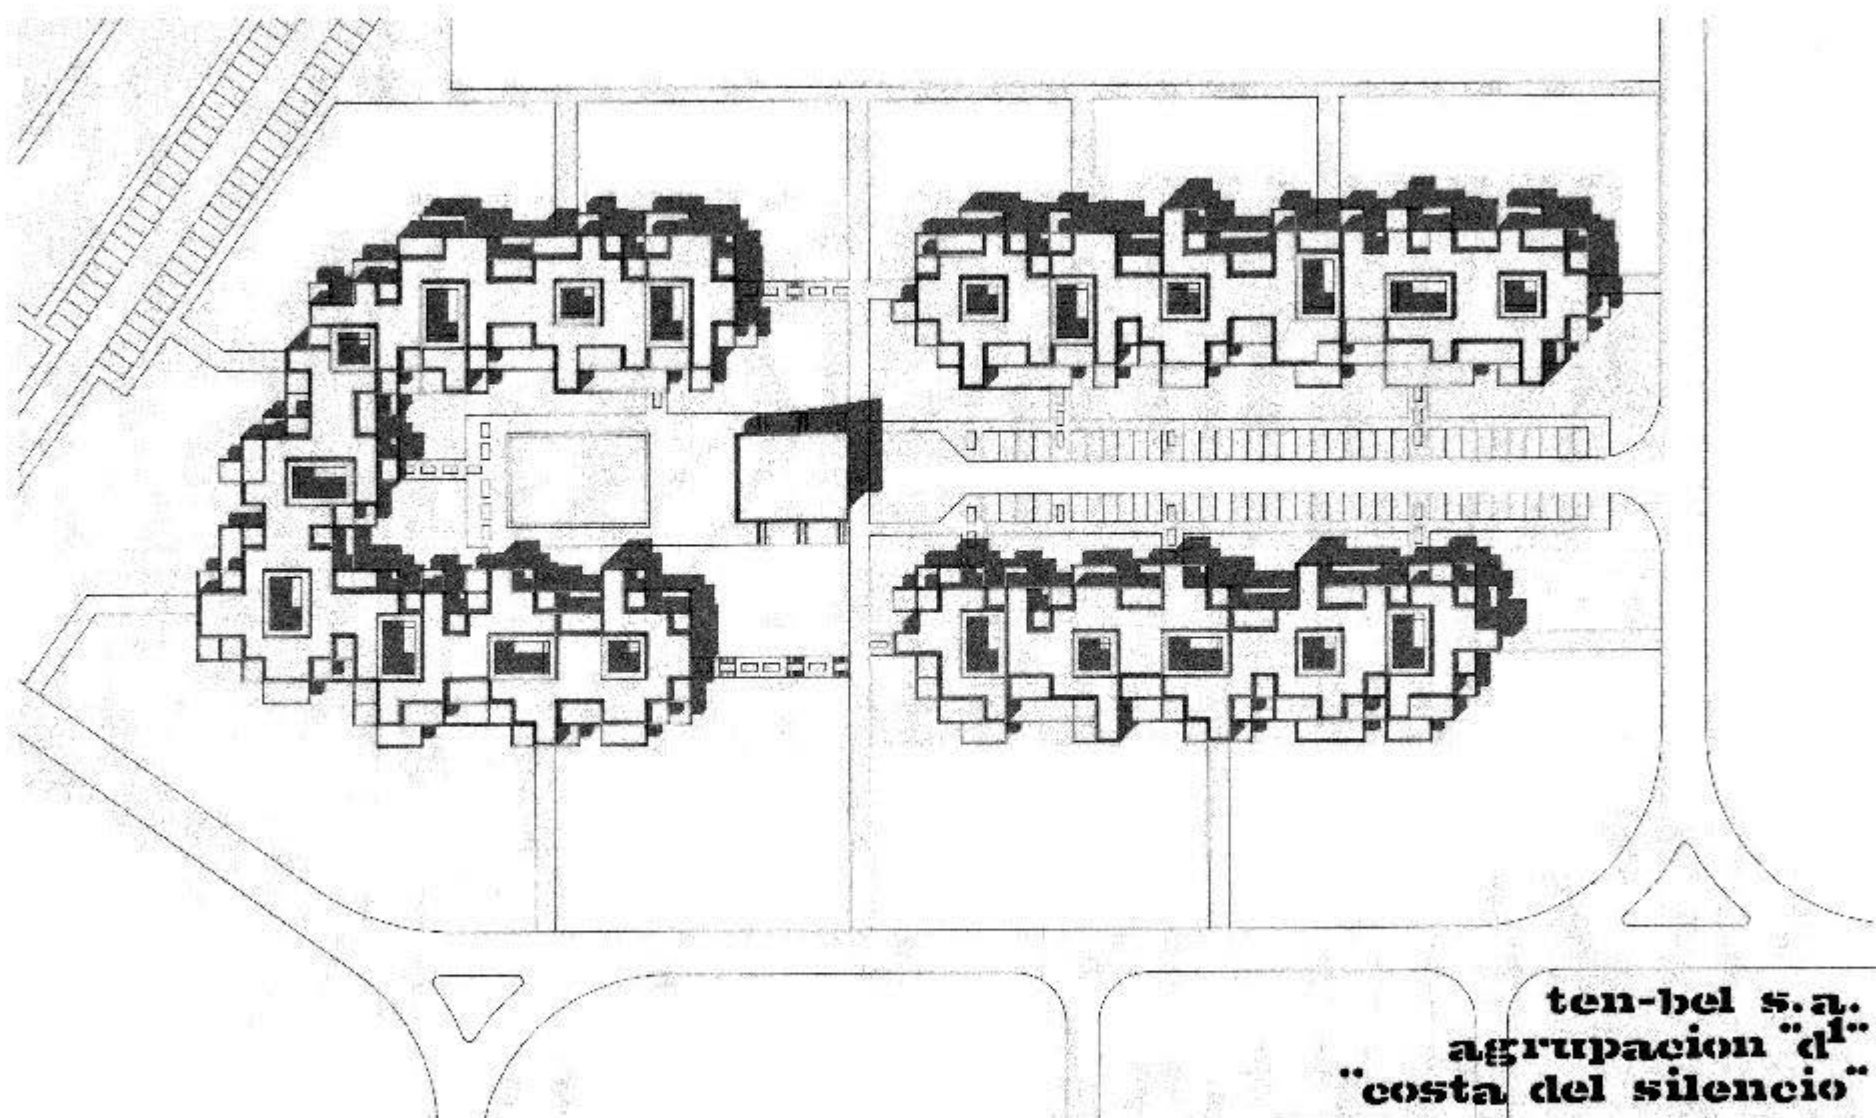 ten-bel s.a.
agrupacion "d1"
"costa del silencio"